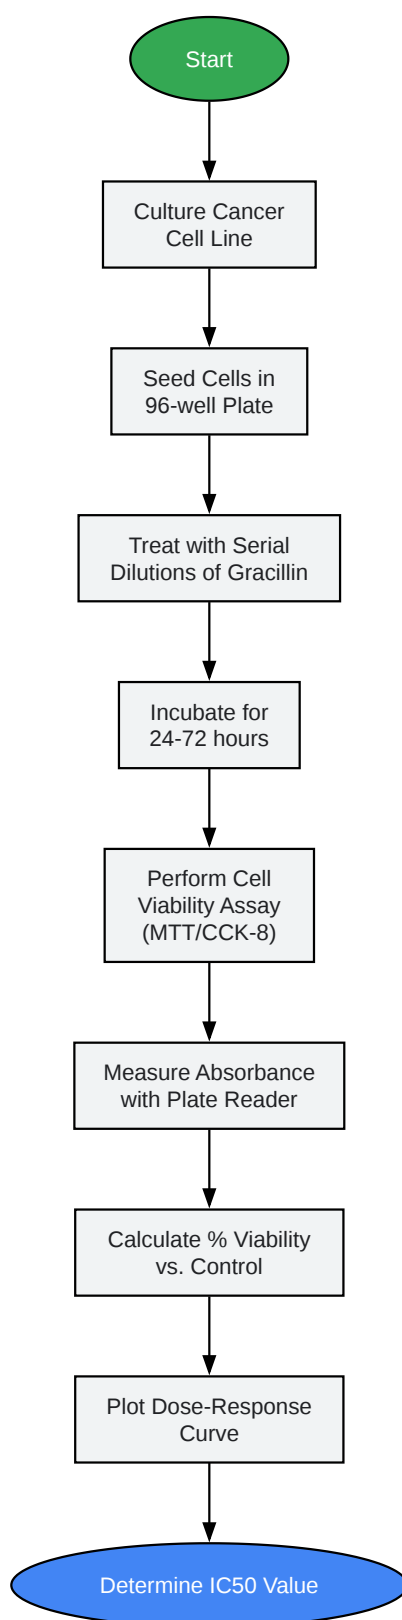 Start
Culture Cancer
Cell Line
Seed Cells in
96-well Plate
Treat with Serial
Dilutions of Gracillin
Incubate for
24-72 hours
Perform Cell
Viability Assay
(MTT/CCK-8)
Measure Absorbance
with Plate Reader
Calculate % Viability
vs. Control
Plot Dose-Response
Curve
Determine IC50 Value